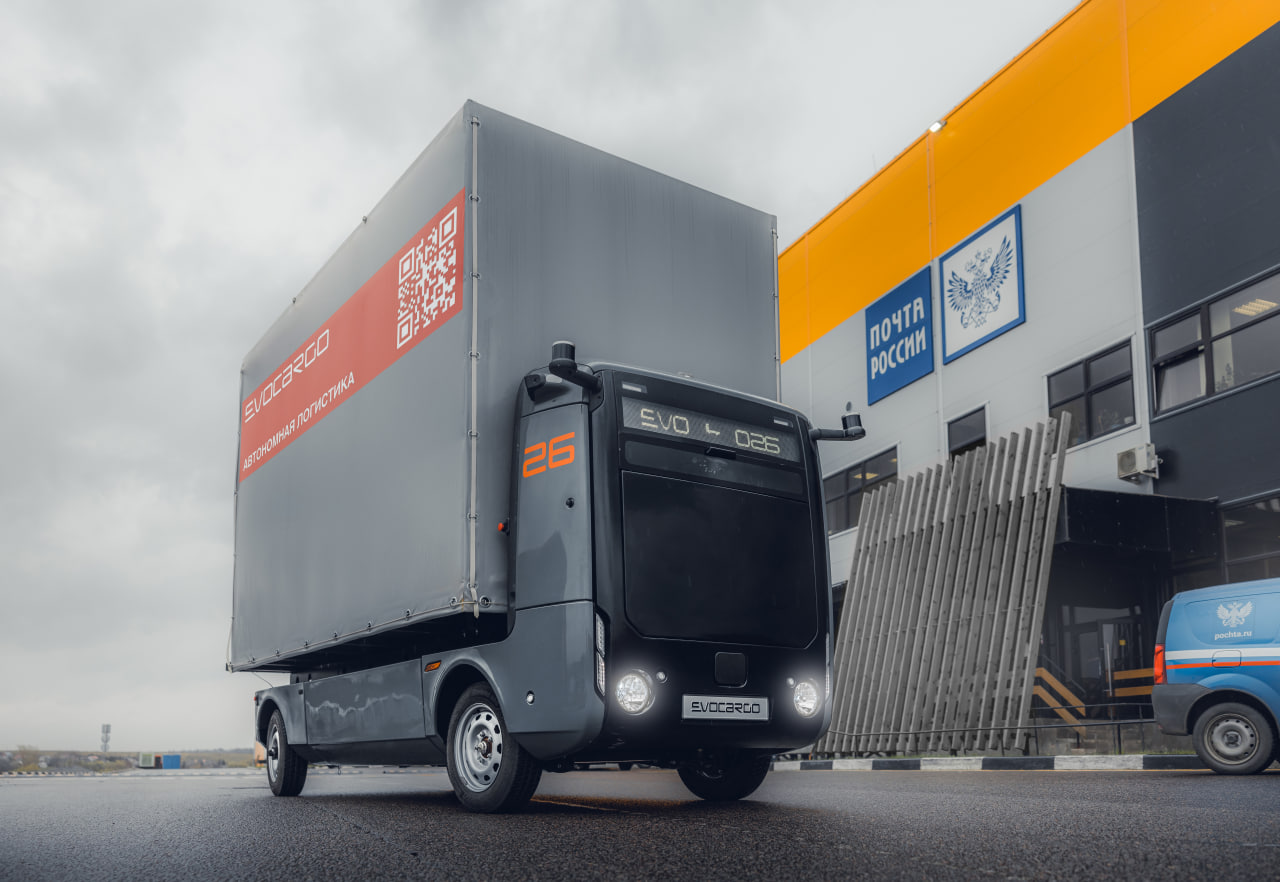 EVOCARGO
АВТОНОМНАЯ ЛОГИСТИКА
26
EVO 026
EVOCARGO
ПОЧТА
РОССИИ
pochta.ru